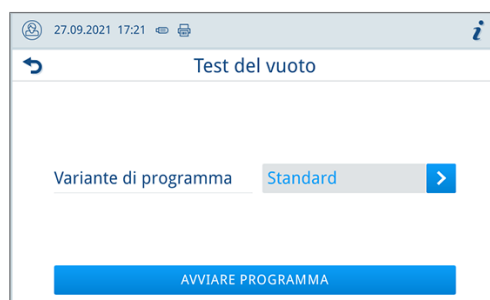 27.09.2021 17:21
i
Test del vuoto
Variante di programma Standard
AVVIARE PROGRAMMA